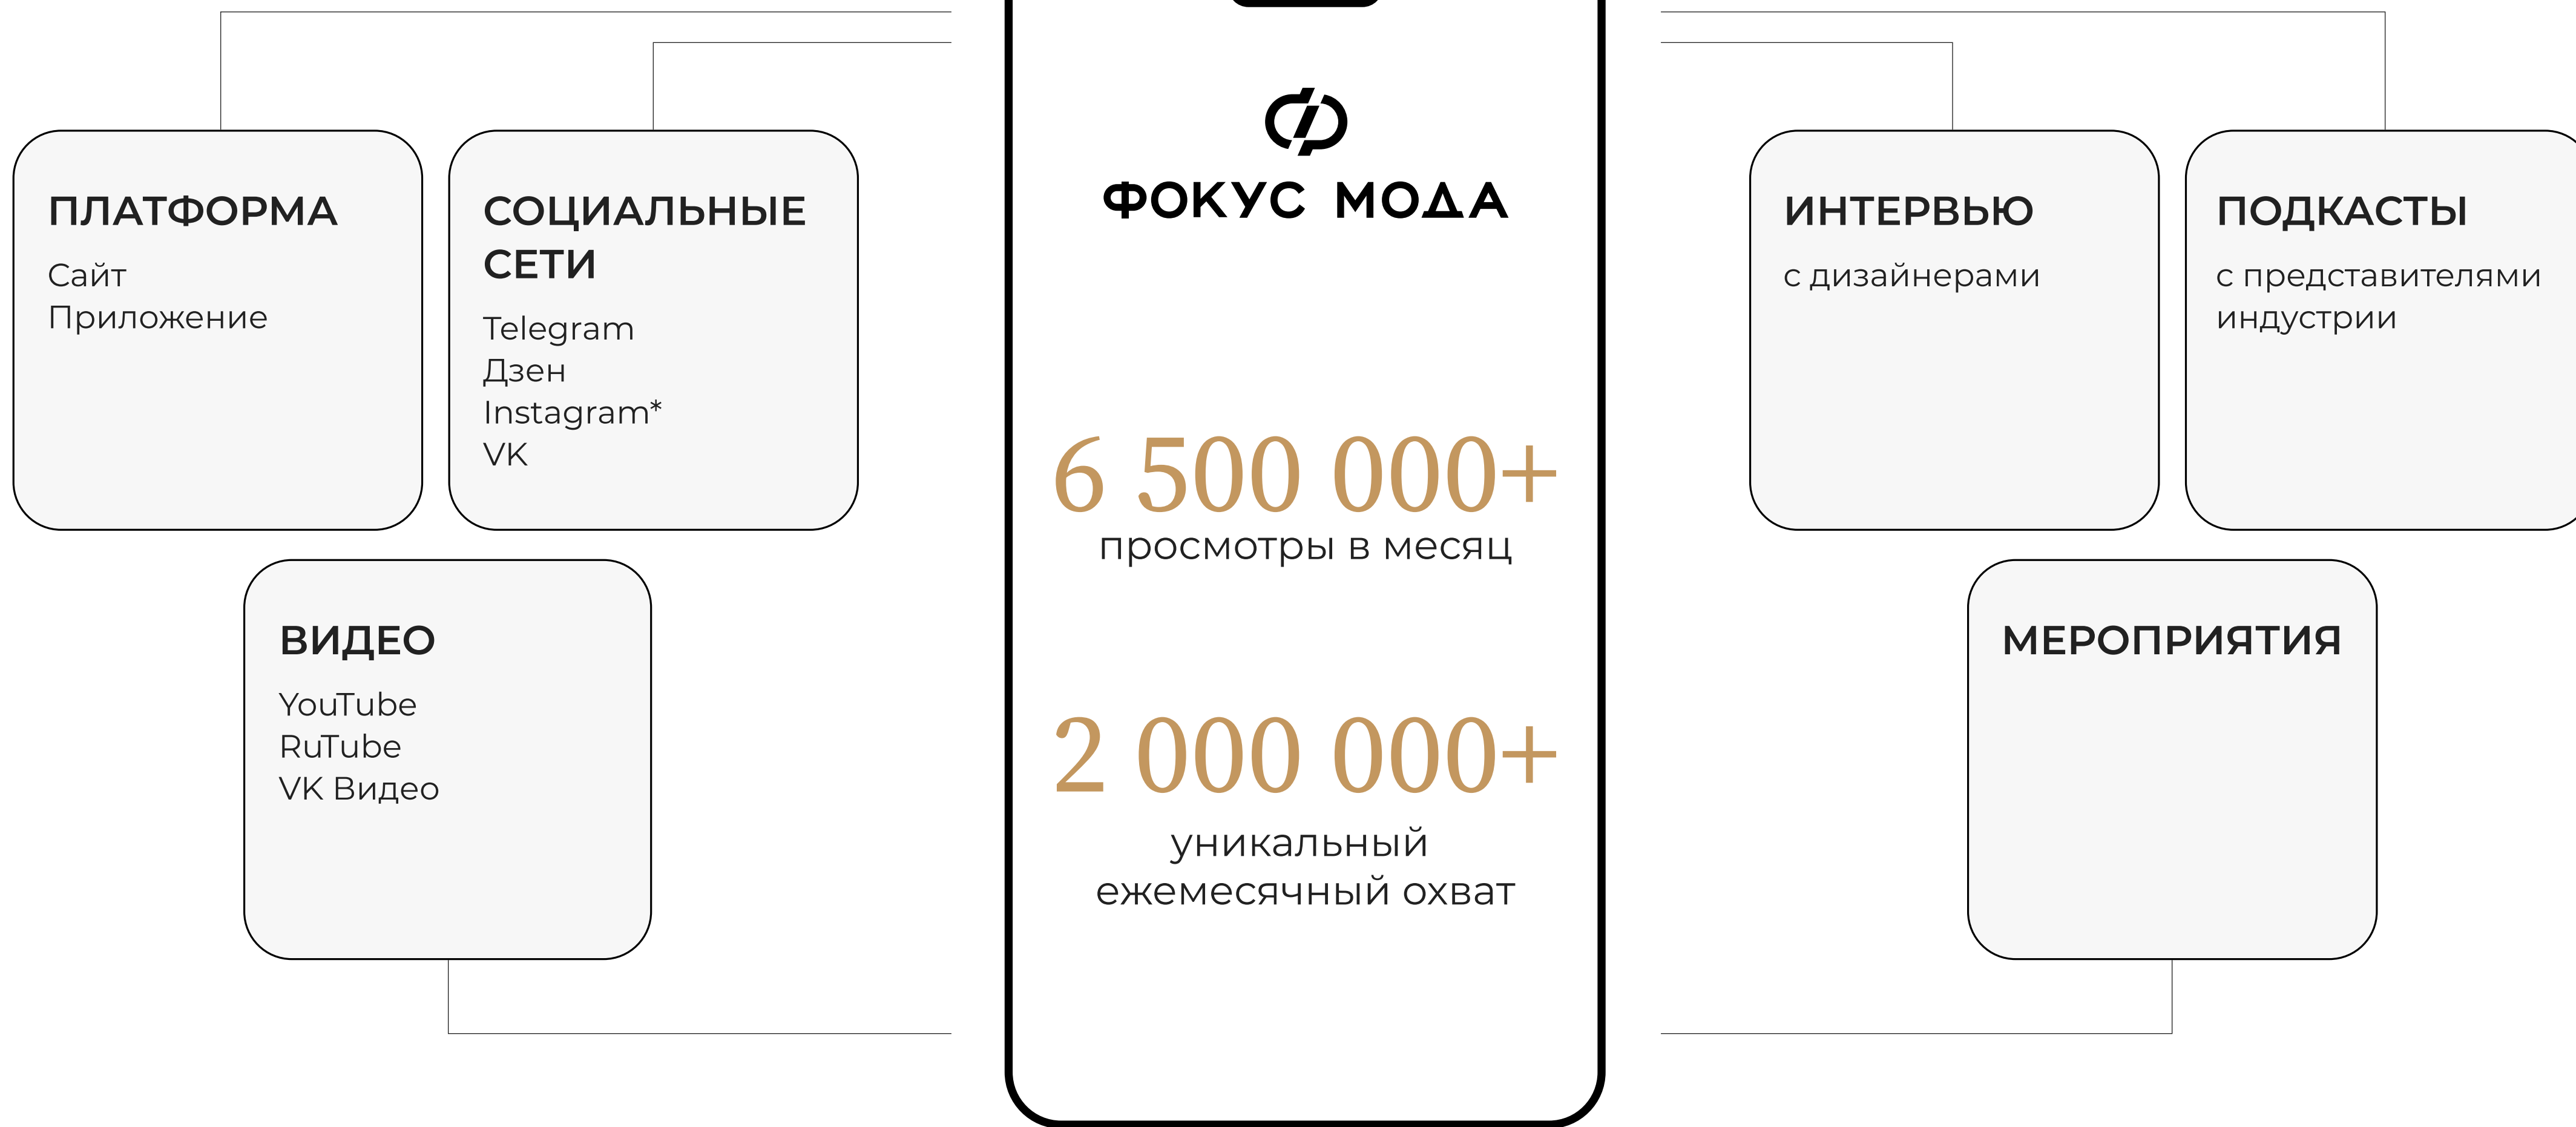 ПЛАТФОРМА
Сайт
Приложение
СОЦИАЛЬНЫЕ
СЕТИ
Telegram
Дзен
Instagram*
VK
ВИДЕО
YouTube
RuTube
VK Видео
ФОКУС МОДА
6 500 000+
просмотры в месяц
2 000 000+
уникальный
ежемесячный охват
ИНТЕРВЬЮ
с дизайнерами
ПОДКАСТЫ
с представителями
индустрии
МЕРОПРИЯТИЯ